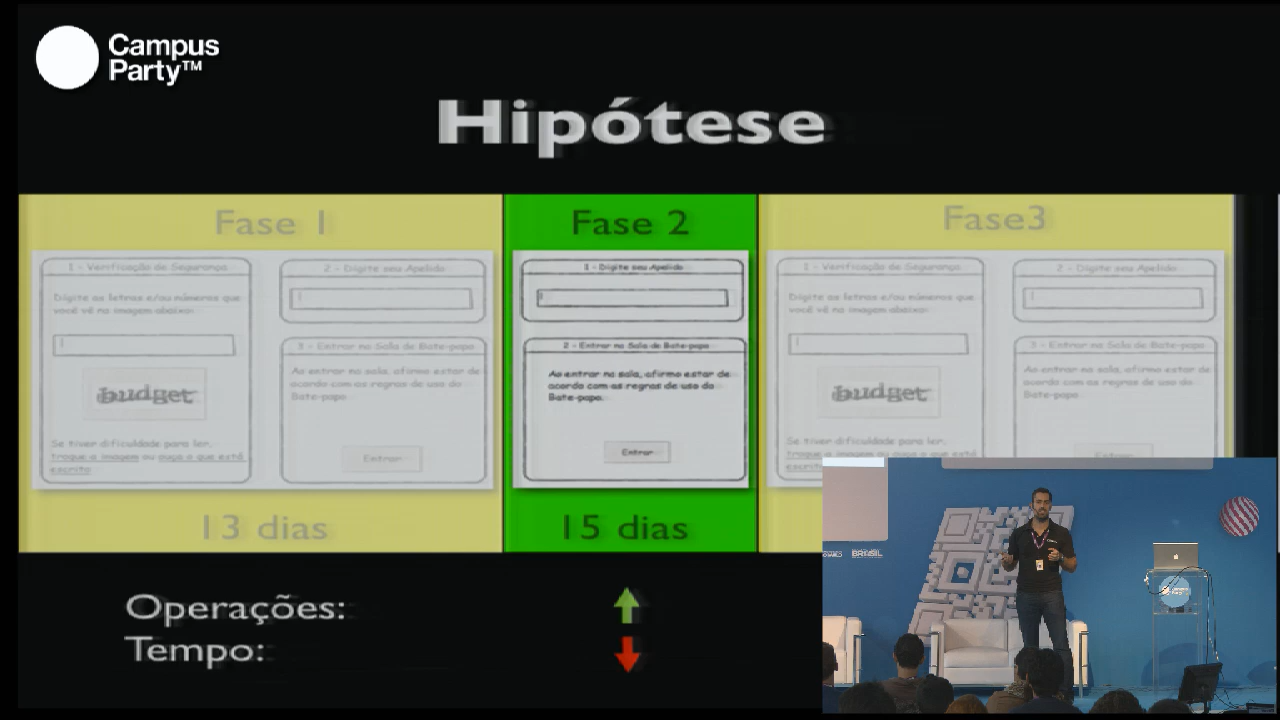 Campus
Party™
Hipótese
Fase 1
1 - Verificação de Segurança
Digite as letras e/ou números que
você vê na imagem abaixo:
budget
Se tiver dificuldade para ler,
troque a imagem ou ouça o que está
escrito
2 - Digite seu Apelido
3 - Entrar na Sala de Bate-papo
Ao entrar na sala, afirmo estar de
acordo com as regras de uso do
Bate-papo.
Entrar
13 dias
Fase 2
1 - Digite seu Apelido
2 - Entrar na Sala de Bate-papo
Ao entrar na sala, afirmo estar de
acordo com as regras de uso do
Bate-papo.
Entrar
15 dias
Fase3
1 - Verificação de Segurança
Digite as letras e/ou números que
você vê na imagem abaixo:
budget
Se tiver dificuldade para ler,
2 - Digite seu Apelido
3 - Entrar na Sala de Bate-papo
Ao entrar na sala, afirmo estar de
acordo com as regras de uso do
Bate-papo.
Operações:
Tempo:
BRASIL